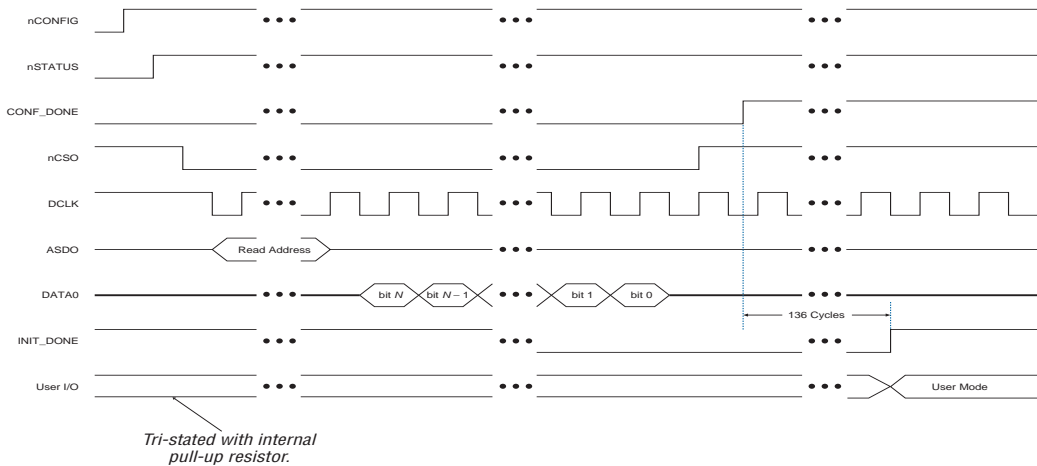 nCONFIG
nSTATUS
CONF_DONE
nCSO
DCLK
ASDO
Read Address
DATA0
bit N
bit N – 1
bit 1
bit 0
136 Cycles
INIT_DONE
User I/O
User Mode
Tri-stated with internal
pull-up resistor.